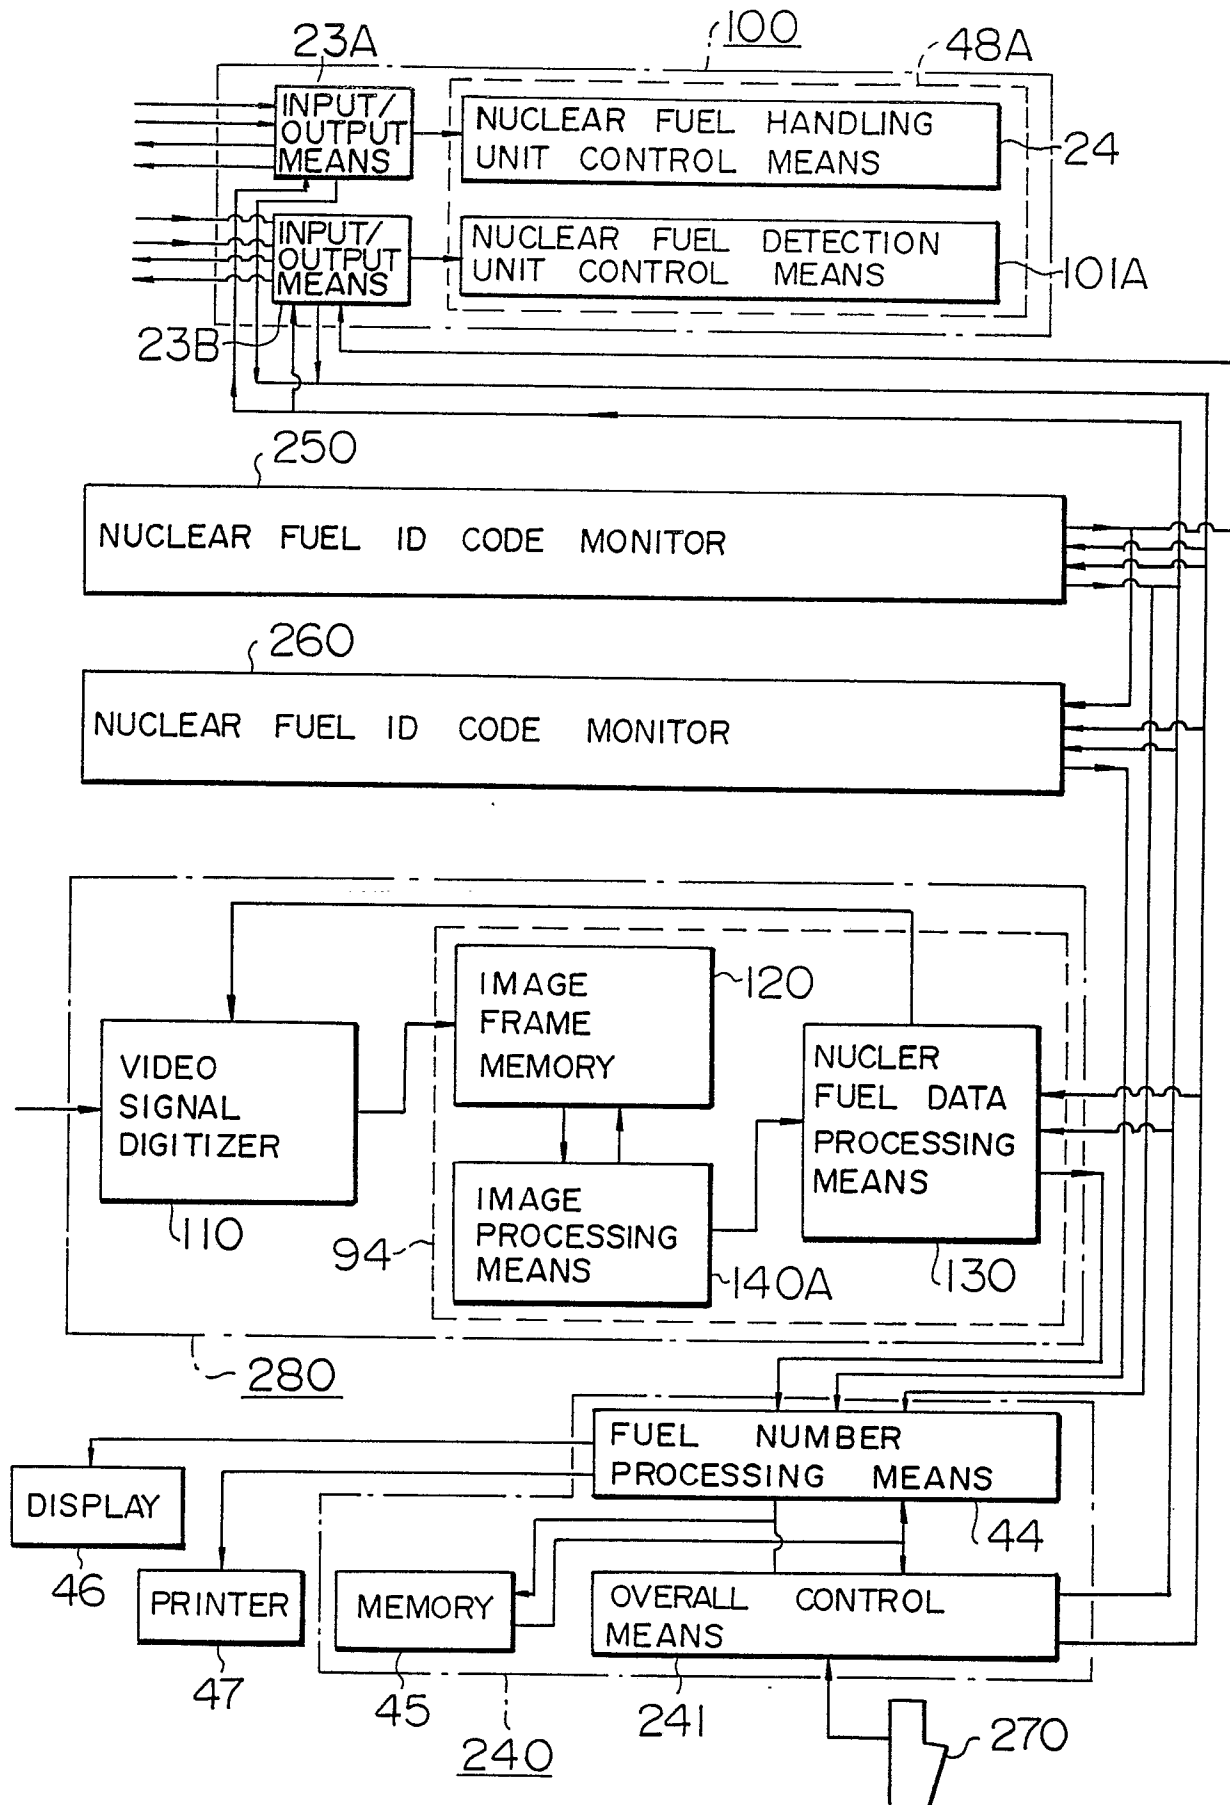 100
23A
48A
INPUT/
OUTPUT
MEANS
NUCLEAR FUEL HANDLING
UNIT CONTROL MEANS
24
INPUT/
OUTPUT
MEANS
NUCLEAR FUEL DETECTION
UNIT CONTROL MEANS
101A
23B
250
NUCLEAR FUEL ID CODE MONITOR
260
NUCLEAR FUEL ID CODE MONITOR
IMAGE
FRAME
MEMORY
120
VIDEO
SIGNAL
DIGITIZER
110
NUCLER
FUEL DATA
PROCESSING
MEANS
130
IMAGE
PROCESSING
MEANS
94
140A
280
FUEL NUMBER
PROCESSING MEANS
44
DISPLAY
46
PRINTER
47
MEMORY
45
OVERALL CONTROL
MEANS
241
240
270